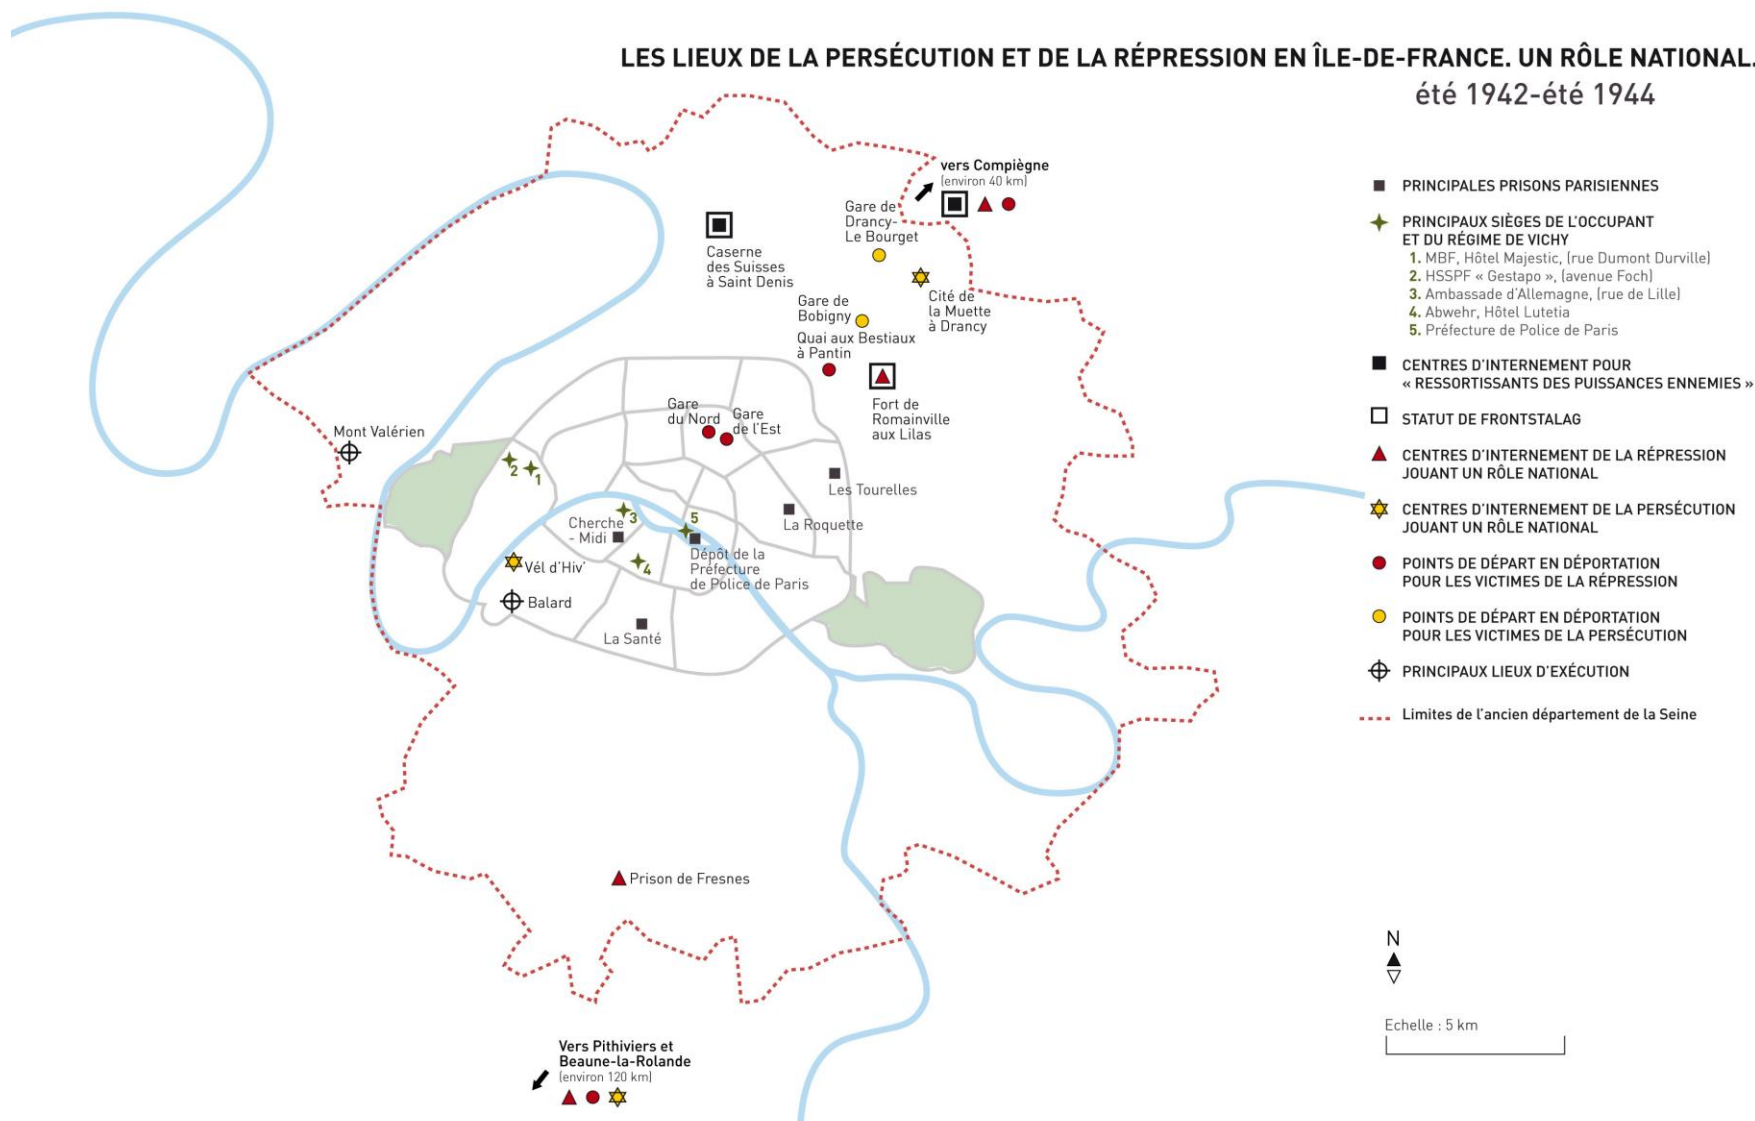 LES LIEUX DE LA PERSÉCUTION ET DE LA RÉPRESSION EN ÎLE-DE-FRANCE. UN RÔLE NATIONAL.
été 1942-été 1944
vers Compiègne
(environ 40 km)
Gare de
Drancy-
Le Bourget
Caserne
des Suisses
à Saint Denis
Cité de
la Muette
à Drancy
Gare de
Bobigny
Quai aux Bestiaux
à Pantin
Fort de
Romainville
aux Lilas
Gare
du Nord
Gare
de l'Est
Mont Valérien
2
1
Les Tourelles
La Roquette
3
5
Cherche
- Midi
Dépôt de la
Préfecture
de Police de Paris
4
Vél d'Hiv'
Balard
La Santé
Prison de Fresnes
Vers Pithiviers et
Beaune-la-Rolande
(environ 120 km)
PRINCIPALES PRISONS PARISIENNES
PRINCIPAUX SIÈGES DE L'OCCUPANT
ET DU RÉGIME DE VICHY
1. MBF, Hôtel Majestic, (rue Dumont Durville)
2. HSSPF « Gestapo », (avenue Foch)
3. Ambassade d'Allemagne, (rue de Lille)
4. Abwehr, Hôtel Lutetia
5. Préfecture de Police de Paris
CENTRES D'INTERNEMENT POUR
« RESSORTISSANTS DES PUISSANCES ENNEMIES »
STATUT DE FRONTSTALAG
CENTRES D'INTERNEMENT DE LA RÉPRESSION
JOUANT UN RÔLE NATIONAL
CENTRES D'INTERNEMENT DE LA PERSÉCUTION
JOUANT UN RÔLE NATIONAL
POINTS DE DÉPART EN DÉPORTATION
POUR LES VICTIMES DE LA RÉPRESSION
POINTS DE DÉPART EN DÉPORTATION
POUR LES VICTIMES DE LA PERSÉCUTION
PRINCIPAUX LIEUX D'EXÉCUTION
Limites de l'ancien département de la Seine
N
Echelle : 5 km